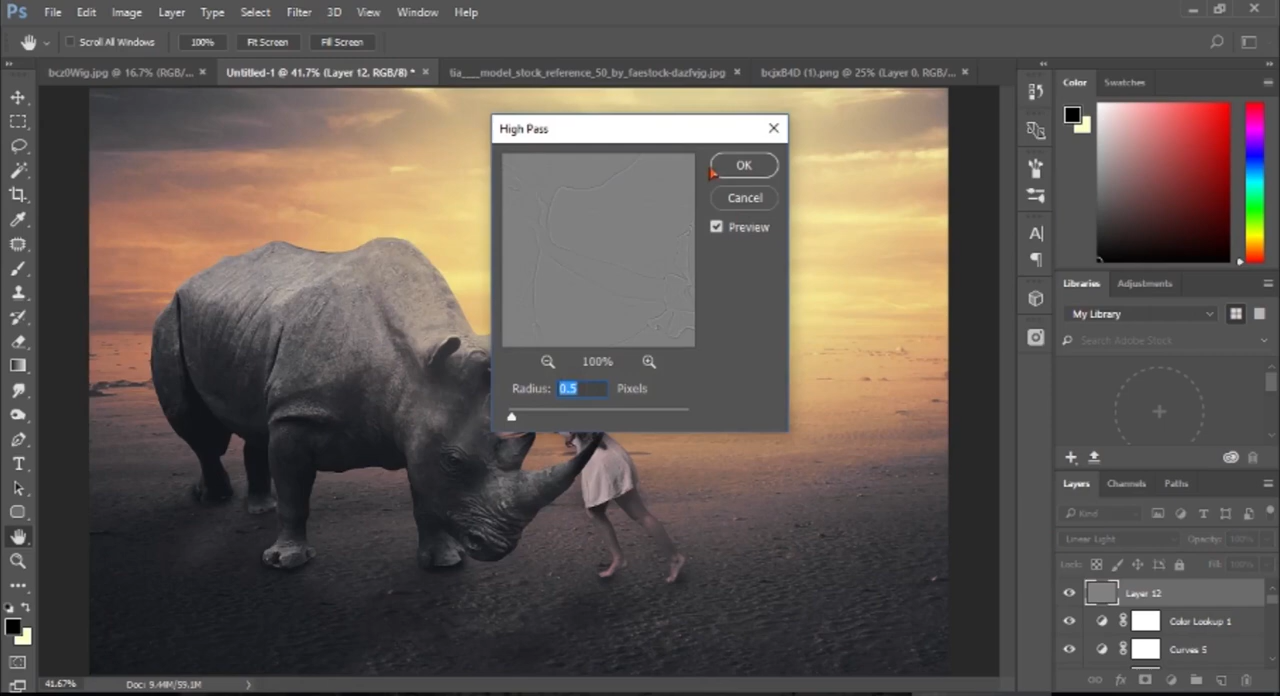 Ps File Edit Image Layer Type Select Filter 3D View Window Help
Scroll All Windows 100% Fit Screen Fill Screen
bcz0Wig.jpg @ 16.7% (RGB/... × Untitled-1 @ 41.7% (Layer 12, RGB/8) * × tia___model_stock_reference_50_by_faestock-dazfvjg.jpg × bcjxB4D (1).png @ 25% (Layer 0, RGB/... ×
High Pass
OK
Cancel
Preview
100%
Radius: 0.5 Pixels
Color Swatches
Libraries Adjustments
My Library
Search Adobe Stock
Layers Channels Paths
Kind
Linear Light Opacity: 100%
Lock: Fill: 100%
Layer 12
Color Lookup 1
Curves 5
41.67% Doc: 9.44M/59.1M